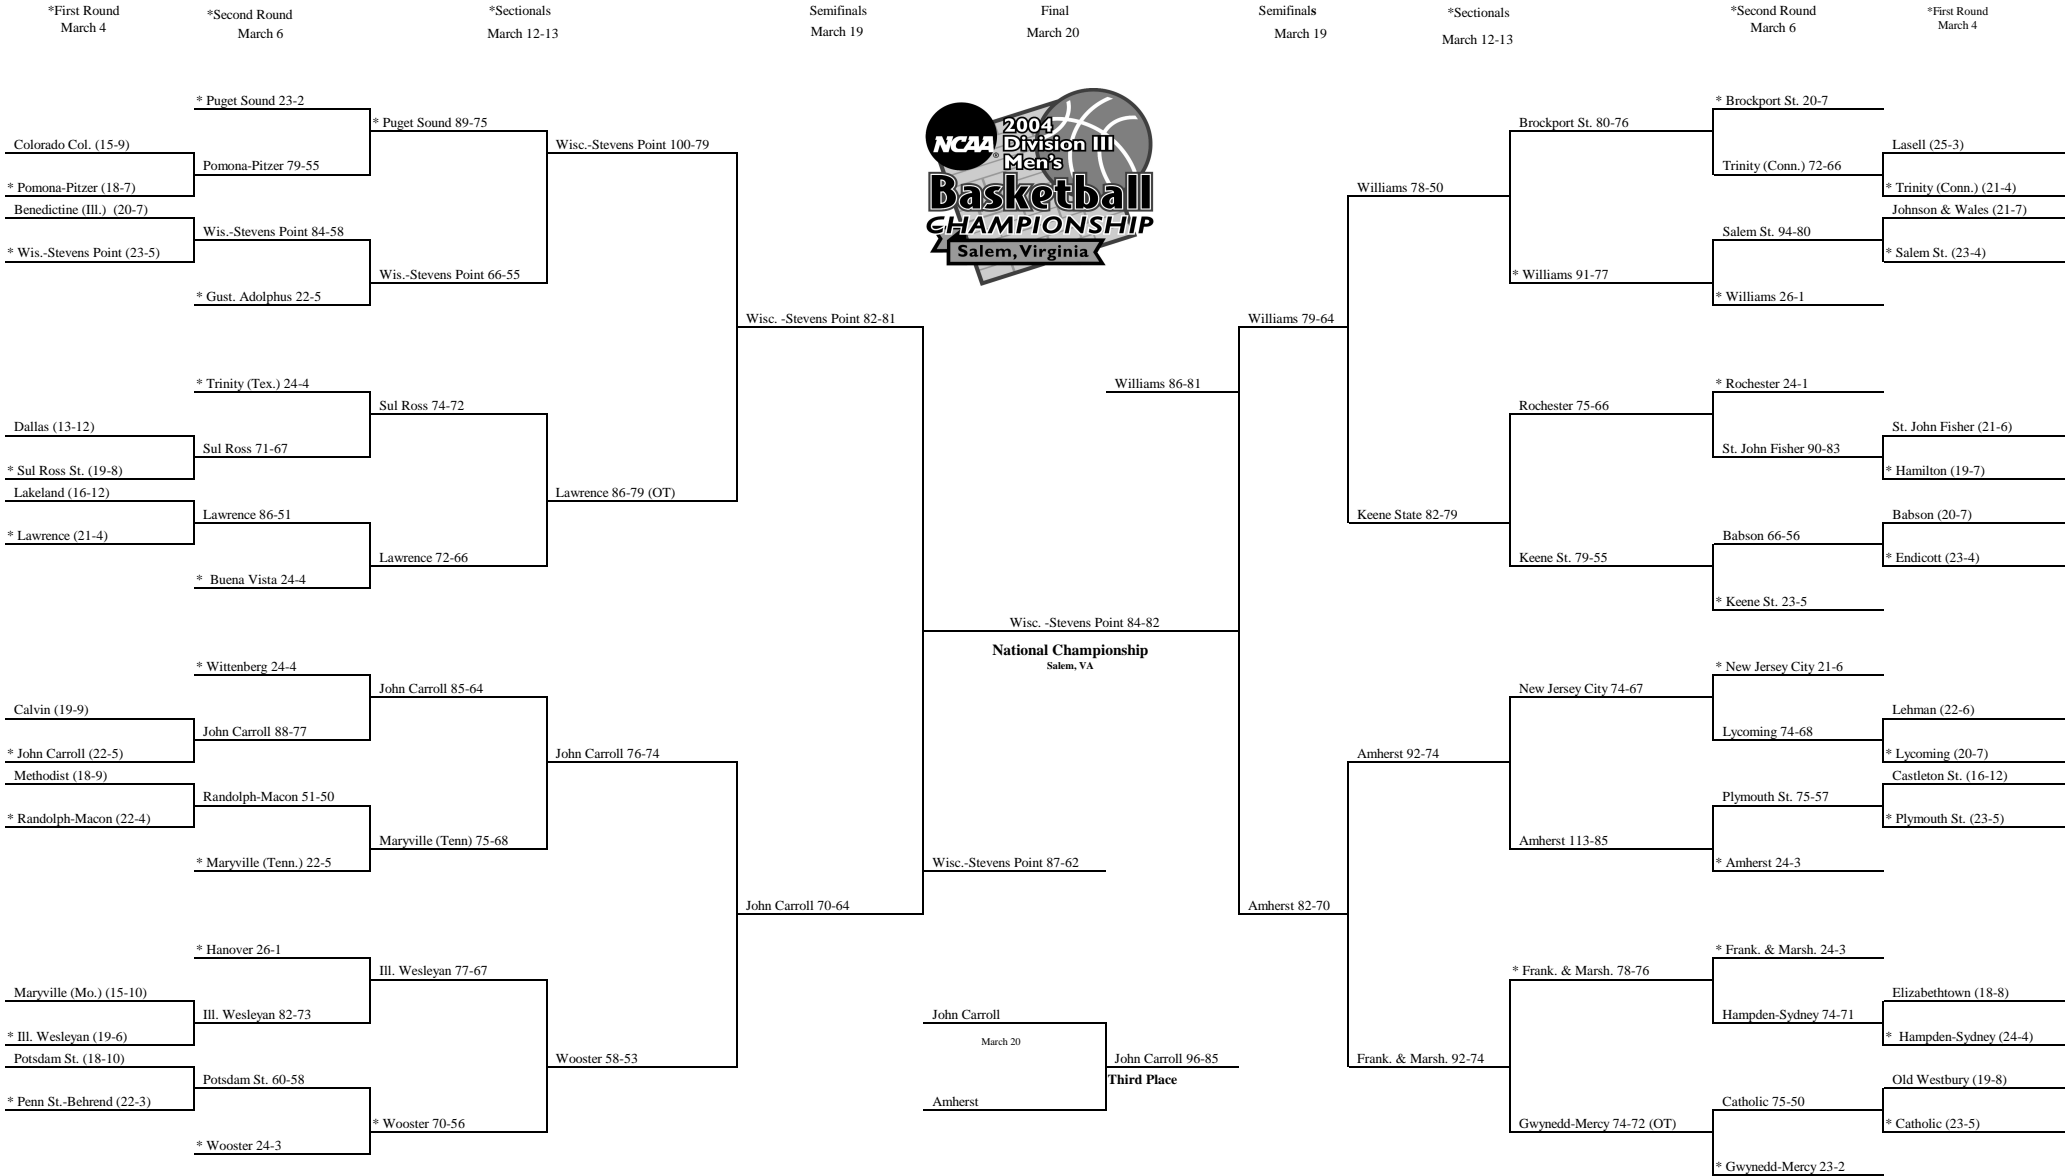 *First Round
March 4
*Second Round
March 6
*Sectionals
March 12-13
Semifinals
March 19
Final
March 20
Semifinals
March 19
*Sectionals
March 12-13
*Second Round
March 6
*First Round
March 4
NCAA
2004
Division III
Men's
Basketball
CHAMPIONSHIP
Salem, Virginia
Colorado Col. (15-9)
* Pomona-Pitzer (18-7)
Benedictine (Ill.) (20-7)
* Wis.-Stevens Point (23-5)
Dallas (13-12)
* Sul Ross St. (19-8)
Lakeland (16-12)
* Lawrence (21-4)
Calvin (19-9)
* John Carroll (22-5)
Methodist (18-9)
* Randolph-Macon (22-4)
Maryville (Mo.) (15-10)
* Ill. Wesleyan (19-6)
Potsdam St. (18-10)
* Penn St.-Behrend (22-3)
* Puget Sound 23-2
Pomona-Pitzer 79-55
Wis.-Stevens Point 84-58
* Gust. Adolphus 22-5
* Trinity (Tex.) 24-4
Sul Ross 71-67
Lawrence 86-51
* Buena Vista 24-4
* Wittenberg 24-4
John Carroll 88-77
Randolph-Macon 51-50
* Maryville (Tenn.) 22-5
* Hanover 26-1
Ill. Wesleyan 82-73
Potsdam St. 60-58
* Wooster 24-3
* Puget Sound 89-75
Wis.-Stevens Point 66-55
Sul Ross 74-72
Lawrence 72-66
John Carroll 85-64
Maryville (Tenn) 75-68
Ill. Wesleyan 77-67
* Wooster 70-56
Wisc.-Stevens Point 100-79
Lawrence 86-79 (OT)
John Carroll 76-74
Wooster 58-53
Wisc. -Stevens Point 82-81
John Carroll 70-64
Williams 86-81
Wisc. -Stevens Point 84-82
National Championship
Salem, VA
Wisc.-Stevens Point 87-62
John Carroll
March 20
Amherst
John Carroll 96-85
Third Place
Williams 79-64
Amherst 82-70
Williams 78-50
Keene State 82-79
Amherst 92-74
Frank. & Marsh. 92-74
Brockport St. 80-76
* Williams 91-77
Rochester 75-66
Keene St. 79-55
New Jersey City 74-67
Amherst 113-85
* Frank. & Marsh. 78-76
Gwynedd-Mercy 74-72 (OT)
* Brockport St. 20-7
Trinity (Conn.) 72-66
Salem St. 94-80
* Williams 26-1
* Rochester 24-1
St. John Fisher 90-83
Babson 66-56
* Keene St. 23-5
* New Jersey City 21-6
Lycoming 74-68
Plymouth St. 75-57
* Amherst 24-3
* Frank. & Marsh. 24-3
Hampden-Sydney 74-71
Catholic 75-50
* Gwynedd-Mercy 23-2
Lasell (25-3)
* Trinity (Conn.) (21-4)
Johnson & Wales (21-7)
* Salem St. (23-4)
St. John Fisher (21-6)
* Hamilton (19-7)
Babson (20-7)
* Endicott (23-4)
Lehman (22-6)
* Lycoming (20-7)
Castleton St. (16-12)
* Plymouth St. (23-5)
Elizabethtown (18-8)
* Hampden-Sydney (24-4)
Old Westbury (19-8)
* Catholic (23-5)